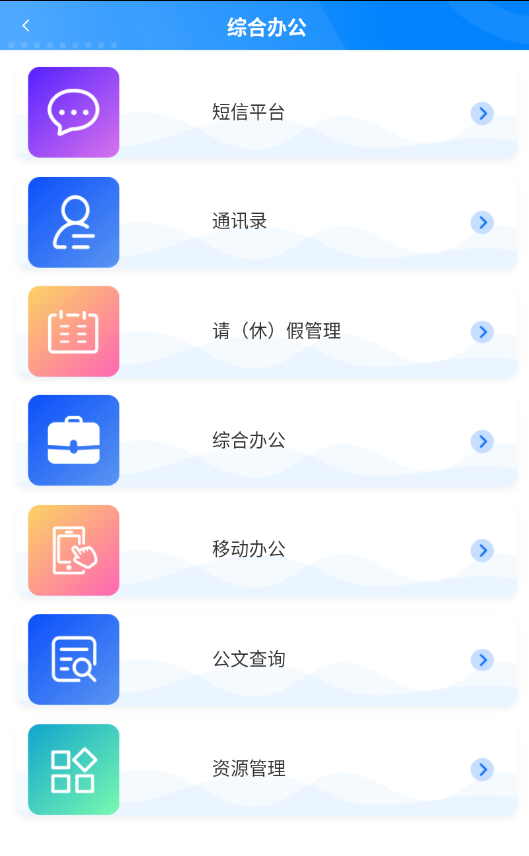 综合办公
短信平台
通讯录
请（休）假管理
综合办公
移动办公
公文查询
资源管理